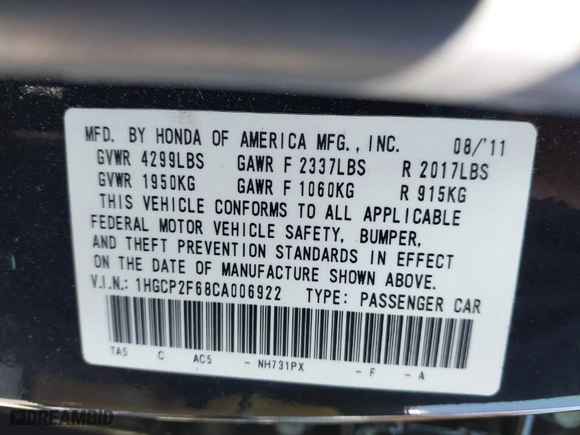 MFD. BY HONDA OF AMERICA MFG., INC. 08/'11
GVWR 4299LBS GAWR F 2337LBS R 2017LBS
GVWR 1950KG GAWR F 1060KG R 915KG
THIS VEHICLE CONFORMS TO ALL APPLICABLE
FEDERAL MOTOR VEHICLE SAFETY, BUMPER,
AND THEFT PREVENTION STANDARDS IN EFFECT
ON THE DATE OF MANUFACTURE SHOWN ABOVE.
V.I.N.: 1HGCP2F68CA006922 TYPE: PASSENGER CAR
TA5 C AC5 - NH731PX - F - A
DREAMBID